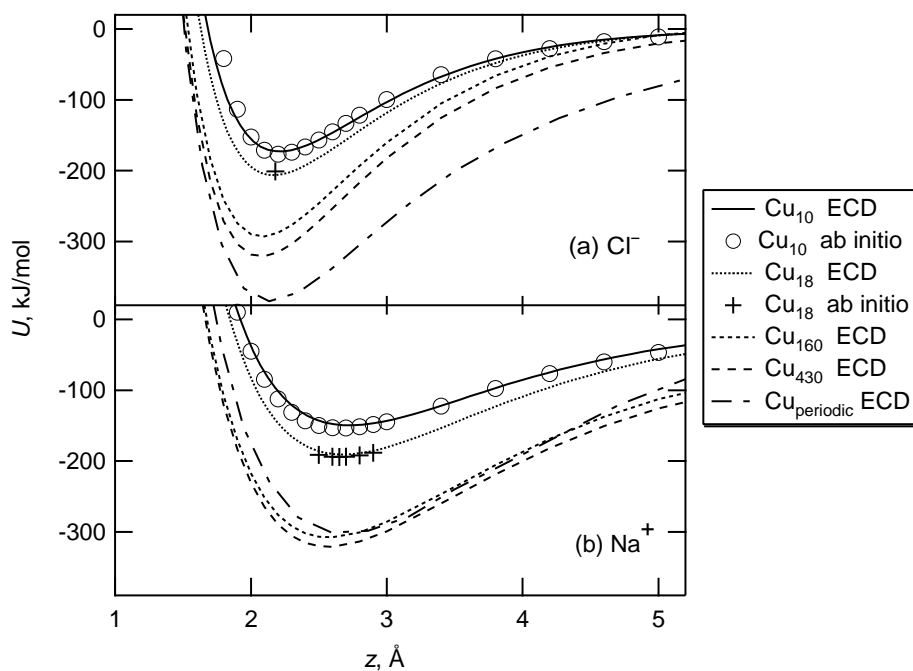 0
-100
-200
-300
(a) Cl⁻
U, kJ/mol
0
-100
-200
-300
(b) Na⁺
1 2 3 4 5
z, Å
Cu₁₀ ECD
Cu₁₀ ab initio
Cu₁₈ ECD
Cu₁₈ ab initio
Cu₁₆₀ ECD
Cu₄₃₀ ECD
Cu_periodic ECD